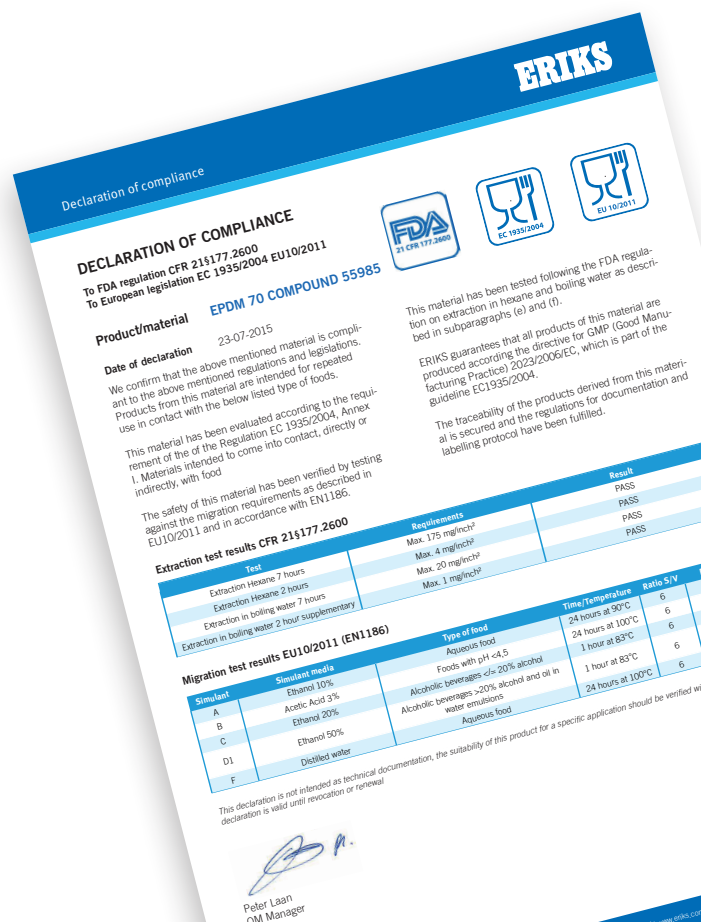 ERIKS
Declaration of compliance
DECLARATION OF COMPLIANCE
To FDA regulation CFR 21§177.2600
To European legislation EC 1935/2004 EU10/2011
FDA
21 CFR 177.2600
EC 1935/2004
EU 10/2011
Product/material EPDM 70 COMPOUND 55985
Date of declaration 23-07-2015
We confirm that the above mentioned material is compli-
ant to the above mentioned regulations and legislations.
Products from this material are intended for repeated
use in contact with the below listed type of foods.
This material has been evaluated according to the requi-
rement of the of the Regulation EC 1935/2004, Annex
I. Materials intended to come into contact, directly or
indirectly, with food
The safety of this material has been verified by testing
against the migration requirements as described in
EU10/2011 and in accordance with EN1186.
This material has been tested following the FDA regula-
tion on extraction in hexane and boiling water as descri-
bed in subparagraphs (e) and (f).
ERIKS guarantees that all products of this material are
produced according the directive for GMP (Good Manu-
facturing Practice) 2023/2006/EC, which is part of the
guideline EC1935/2004.
The traceability of the products derived from this materi-
al is secured and the regulations for documentation and
labelling protocol have been fulfilled.
Extraction test results CFR 21§177.2600
Test Requirements Result
Extraction Hexane 7 hours Max. 175 mg/inch² PASS
Extraction Hexane 2 hours Max. 4 mg/inch² PASS
Extraction in boiling water 7 hours Max. 20 mg/inch² PASS
Extraction in boiling water 2 hour supplementary Max. 1 mg/inch² PASS
Migration test results EU10/2011 (EN1186)
Simulant Simulant media Type of food Time/Temperature Ratio S/V
A Ethanol 10% Aqueous food 24 hours at 90°C 6
B Acetic Acid 3% Foods with pH <4,5 24 hours at 100°C 6
C Ethanol 20% Alcoholic beverages </= 20% alcohol 1 hour at 83°C 6
D1 Ethanol 50% Alcoholic beverages >20% alcohol and oil in
water emulsions 1 hour at 83°C 6
F Distilled water Aqueous food 24 hours at 100°C 6
This declaration is not intended as technical documentation, the suitability of this product for a specific application should be verified
declaration is valid until revocation or renewal
Peter Laan
QM Manager